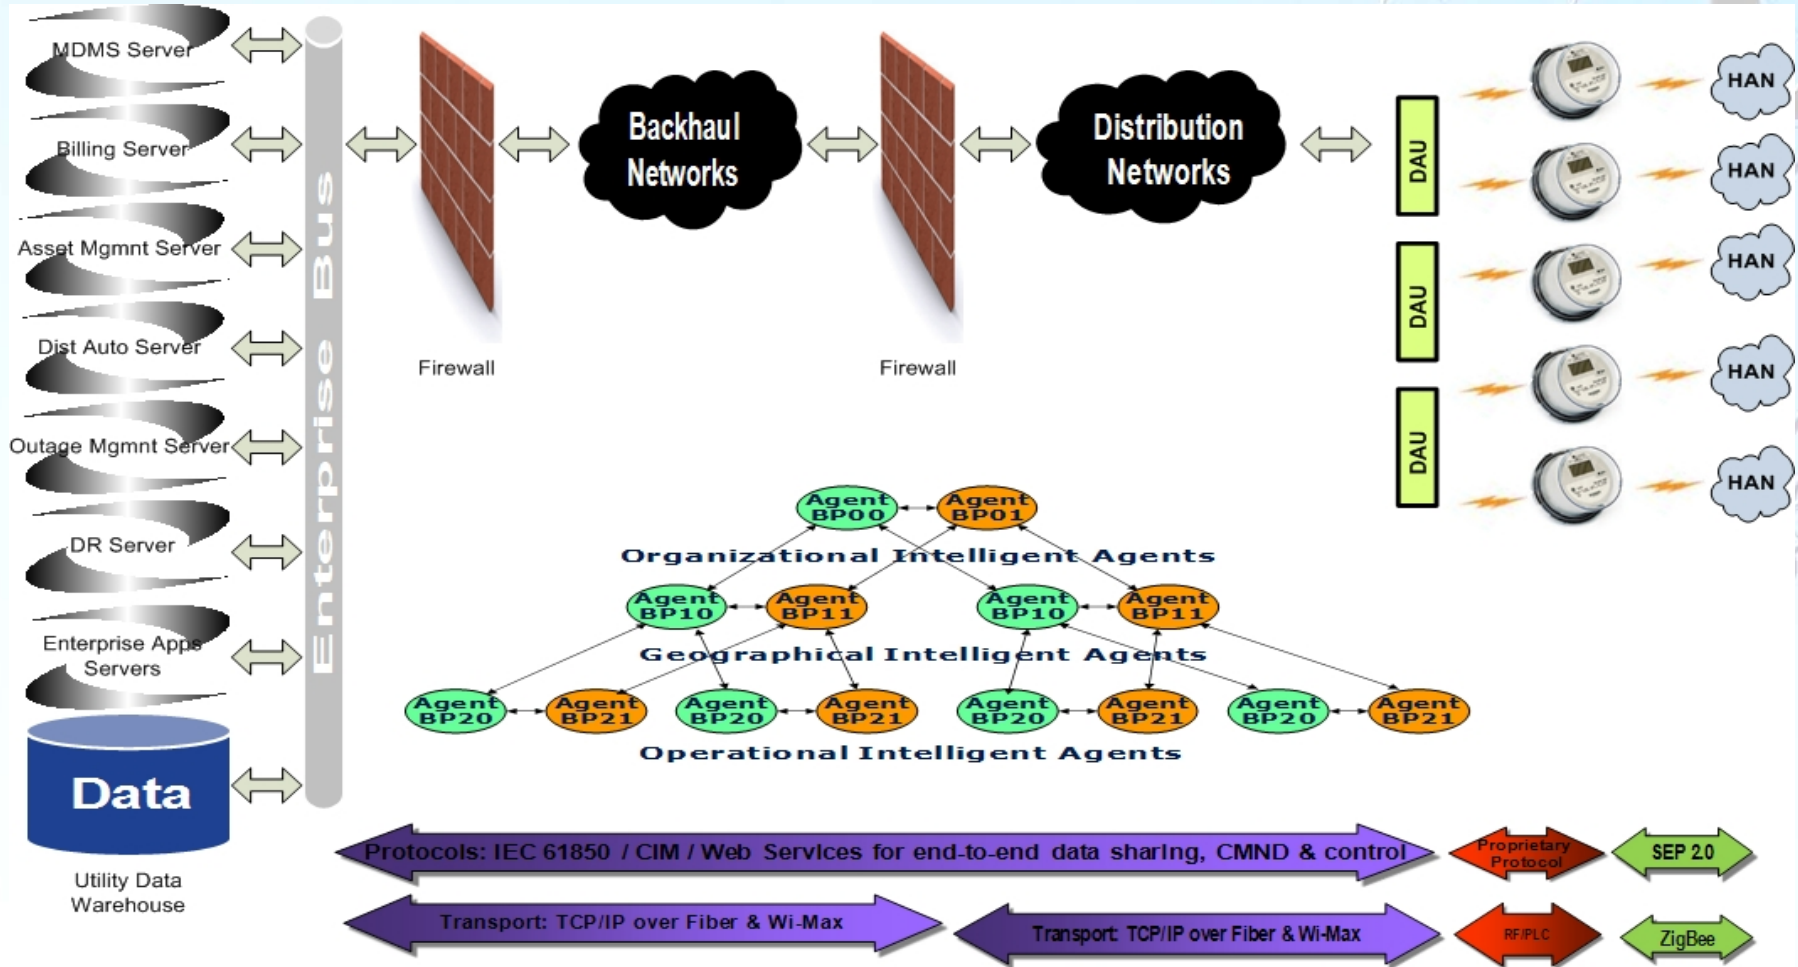 MDMS Server
Billing Server
Asset Mgmnt Server
Dist Auto Server
Outage Mgmnt Server
DR Server
Enterprise Apps
Servers
Data
Utility Data
Warehouse
Enterprise Bus
Firewall
Backhaul
Networks
Firewall
Distribution
Networks
DAU
DAU
DAU
HAN
HAN
HAN
HAN
HAN
Agent
BP00
Agent
BP01
Organizational Intelligent Agents
Agent
BP10
Agent
BP11
Agent
BP10
Agent
BP11
Geographical Intelligent Agents
Agent
BP20
Agent
BP21
Agent
BP20
Agent
BP21
Agent
BP20
Agent
BP21
Agent
BP20
Agent
BP21
Operational Intelligent Agents
Protocols: IEC 61850 / CIM / Web Services for end-to-end data sharing, CMND & control
Proprietary
Protocol
SEP 2.0
Transport: TCP/IP over Fiber & Wi-Max
Transport: TCP/IP over Fiber & Wi-Max
RF/PLC
ZigBee